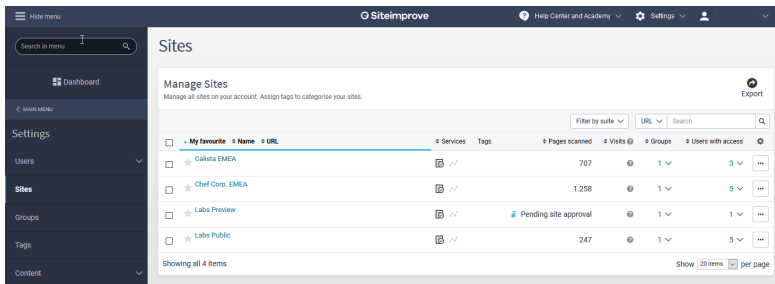 Hide menu
Siteimprove
Help Center and Academy
Settings
Search in menu
Dashboard
MAIN MENU
Settings
Users
Sites
Groups
Tags
Content
Sites
Manage Sites
Manage all sites on your account. Assign tags to categorise your sites.
Export
Filter by suite
URL
Search
My favourite Name URL Services Tags Pages scanned Visits Groups Users with access
Calista EMEA 707 1 3
Chef Corp. EMEA 1.258 1 5
Labs Preview Pending site approval 1 1
Labs Public 247 1 5
Showing all 4 items
Show 20 items per page